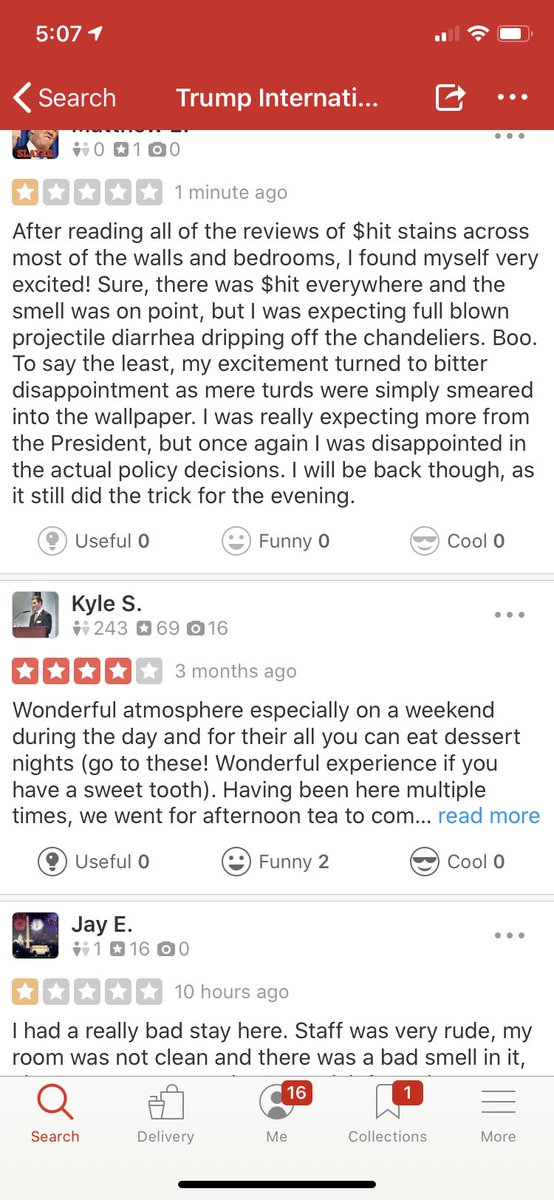 5:07
Search
Trump Internati...
Matthew L.
0 1 0
1 minute ago
After reading all of the reviews of $hit stains across
most of the walls and bedrooms, I found myself very
excited! Sure, there was $hit everywhere and the
smell was on point, but I was expecting full blown
projectile diarrhea dripping off the chandeliers. Boo.
To say the least, my excitement turned to bitter
disappointment as mere turds were simply smeared
into the wallpaper. I was really expecting more from
the President, but once again I was disappointed in
the actual policy decisions. I will be back though, as
it still did the trick for the evening.
Useful 0 Funny 0 Cool 0
Kyle S.
243 69 16
3 months ago
Wonderful atmosphere especially on a weekend
during the day and for their all you can eat dessert
nights (go to these! Wonderful experience if you
have a sweet tooth). Having been here multiple
times, we went for afternoon tea to com... read more
Useful 0 Funny 2 Cool 0
Jay E.
1 16 0
10 hours ago
I had a really bad stay here. Staff was very rude, my
room was not clean and there was a bad smell in it,
16 1
Search Delivery Me Collections More